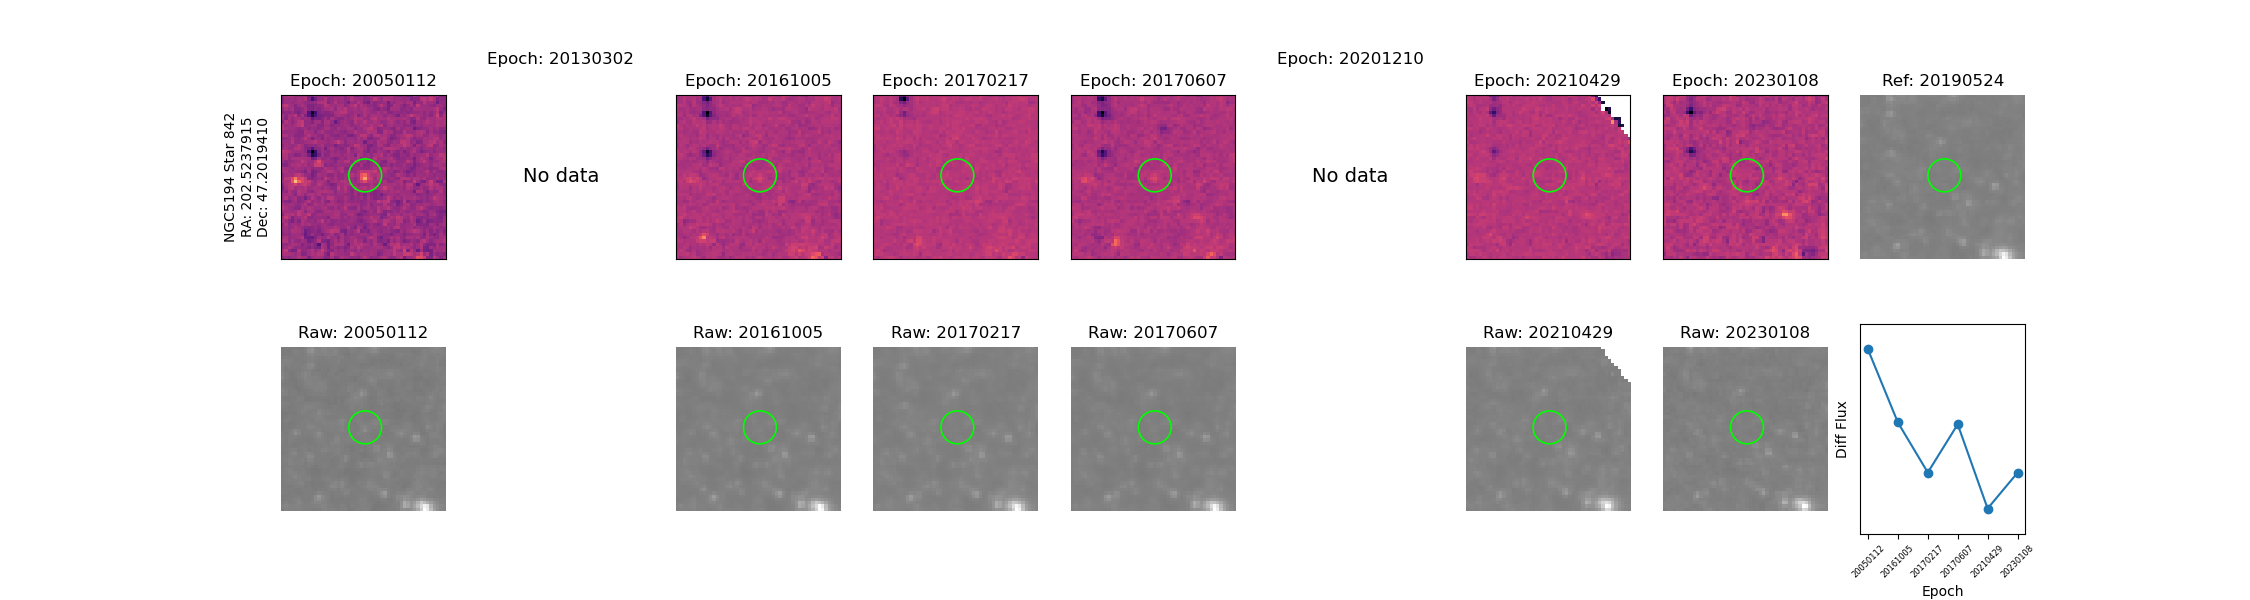 Epoch: 20130302
Epoch: 20201210
Epoch: 20050112
Epoch: 20161005
Epoch: 20170217
Epoch: 20170607
Epoch: 20210429
Epoch: 20230108
Ref: 20190524
NGC5194 Star 842
RA: 202.5237915
Dec: 47.2019410
No data
No data
Raw: 20050112
Raw: 20161005
Raw: 20170217
Raw: 20170607
Raw: 20210429
Raw: 20230108
Diff Flux
20050112
20161005
20170217
20170607
20210429
20230108
Epoch